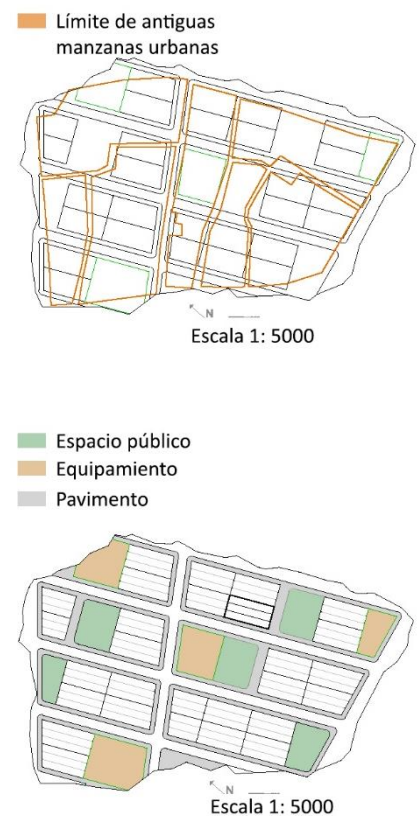 Límite de antiguas
manzanas urbanas
N
Escala 1: 5000
Espacio público
Equipamiento
Pavimento
N
Escala 1: 5000